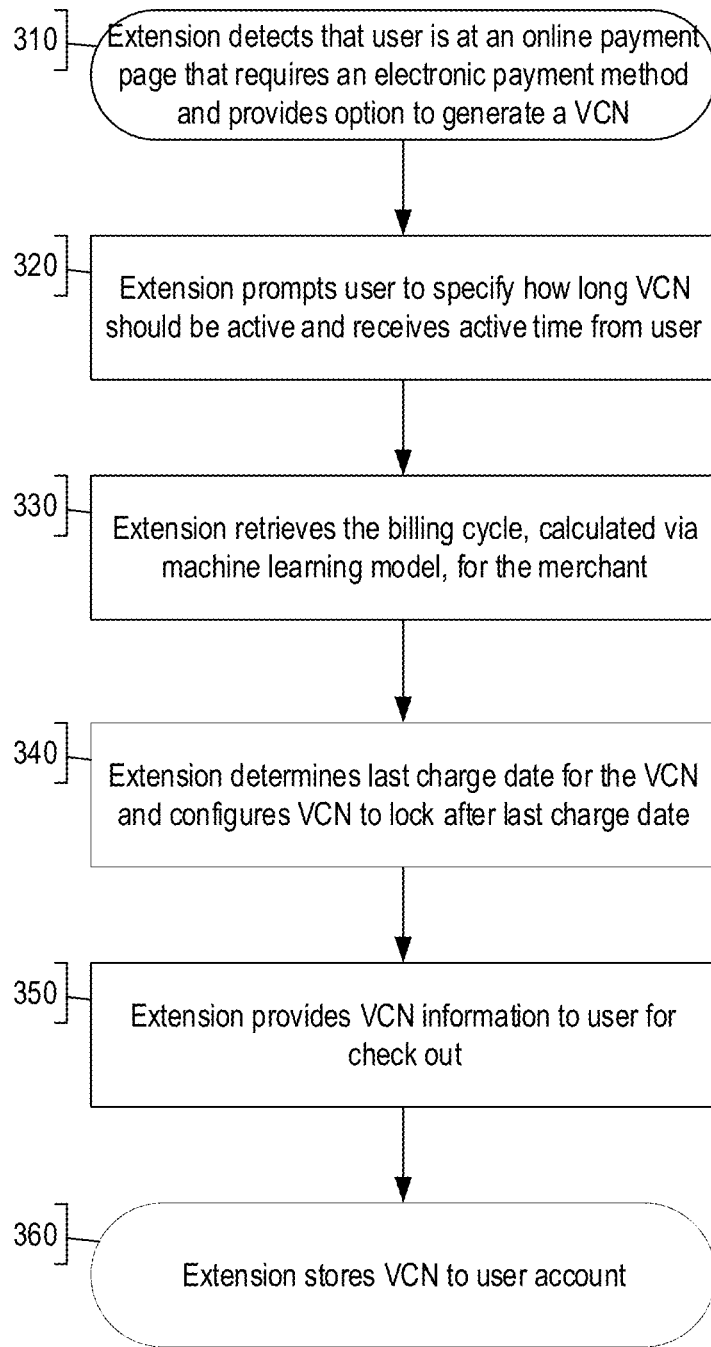 310
Extension detects that user is at an online payment
page that requires an electronic payment method
and provides option to generate a VCN
320
Extension prompts user to specify how long VCN
should be active and receives active time from user
330
Extension retrieves the billing cycle, calculated via
machine learning model, for the merchant
340
Extension determines last charge date for the VCN
and configures VCN to lock after last charge date
350
Extension provides VCN information to user for
check out
360
Extension stores VCN to user account